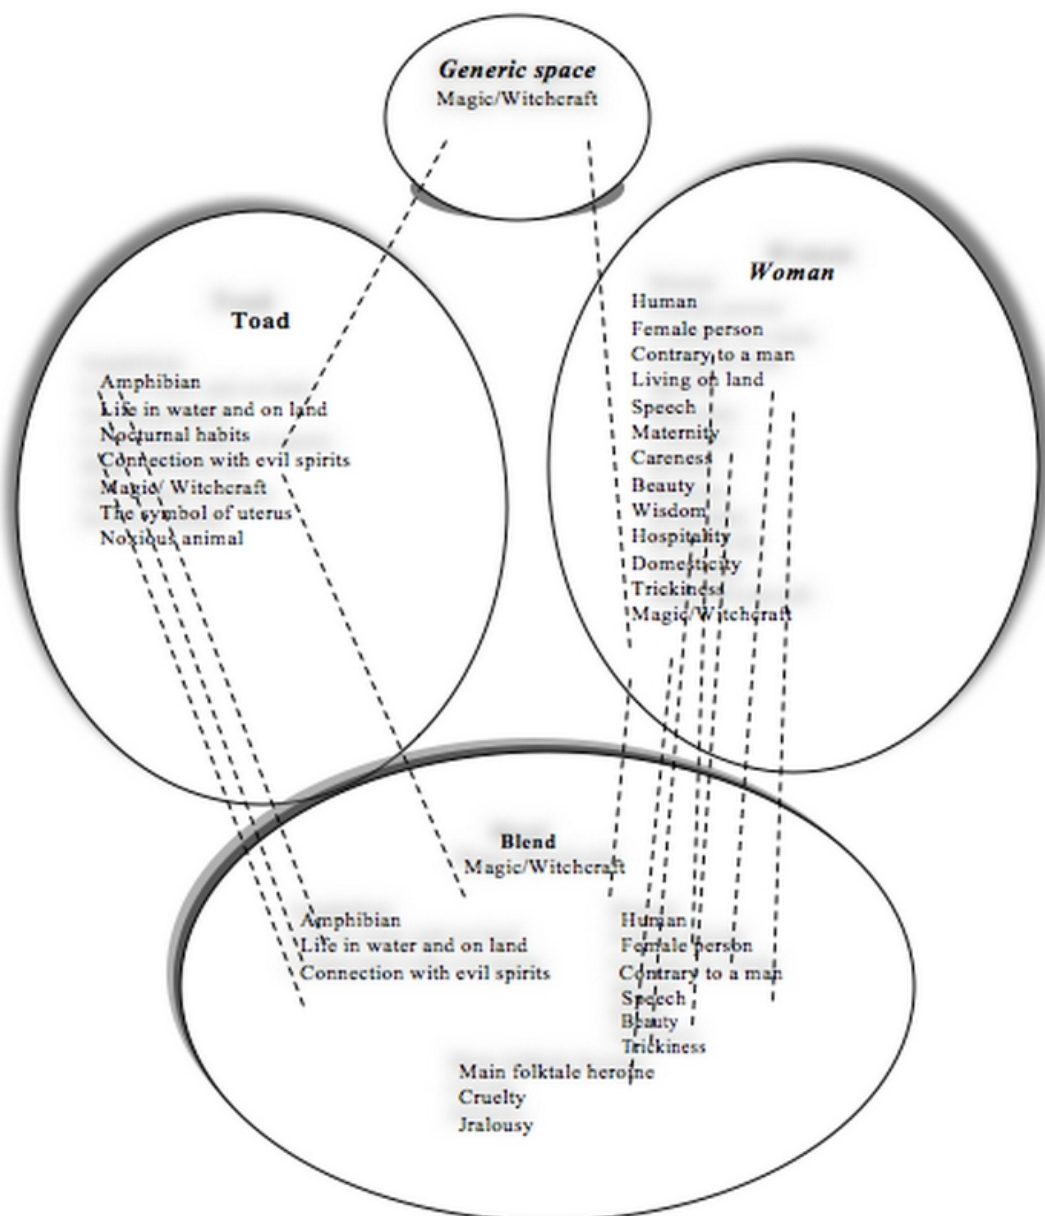 Generic space
Magic/Witchcraft
Toad
Amphibian
Life in water and on land
Nocturnal habits
Connection with evil spirits
Magic/ Witchcraft
The symbol of uterus
Noxious animal
Woman
Human
Female person
Contrary to a man
Living on land
Speech
Maternity
Careness
Beauty
Wisdom
Hospitality
Domesticity
Trickiness
Magic/Witchcraft
Blend
Magic/Witchcraft
Amphibian
Life in water and on land
Connection with evil spirits
Human
Female person
Contrary to a man
Speech
Beauty
Trickiness
Main folktale heroine
Cruelty
Jralousy